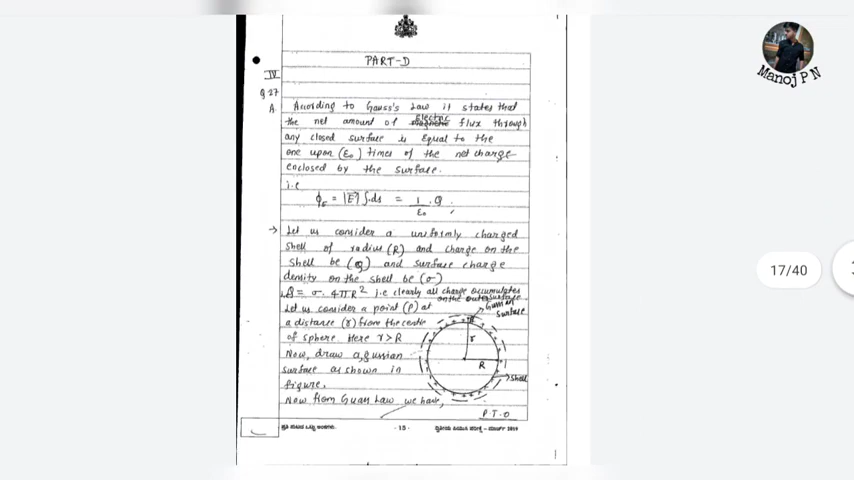 PART-D
IV
Q 27
A.
According to Gauss's Law it states that
the net amount of Electric flux through
any closed surface is Equal to the
one upon (ε₀) times of the net charge
enclosed by the surface.
i.e
ϕE = |E⃗| ∫.ds = 1/ε₀ . Q.
→ Let us consider a uniformly charged
shell of radius (R) and charge on the
shell be (Q) and surface charge
density on the shell be (σ)
Q = σ. 4πR² i.e clearly all charge accumulates
on the outer surface
Let us consider a point (P) at
a distance (r) from the centre
of sphere. Here r > R
Now, draw a gussian
surface as shown in
figure.
Now from Guass Law we have,
Gussian
surface
P
r
R
Shell
P.T.O
- 15 -
Manoj P N
17/40